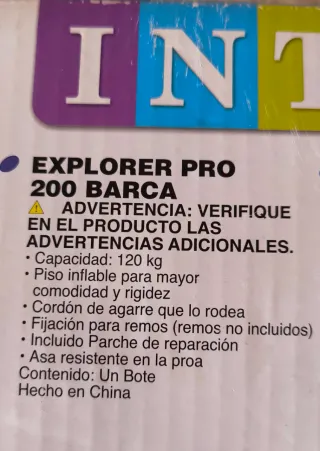 INT
EXPLORER PRO
200 BARCA
⚠ ADVERTENCIA: VERIFIQUE
EN EL PRODUCTO LAS
ADVERTENCIAS ADICIONALES.
• Capacidad: 120 kg
• Piso inflable para mayor
comodidad y rigidez
• Cordón de agarre que lo rodea
• Fijación para remos (remos no incluidos)
• Incluido Parche de reparación
• Asa resistente en la proa
Contenido: Un Bote
Hecho en China